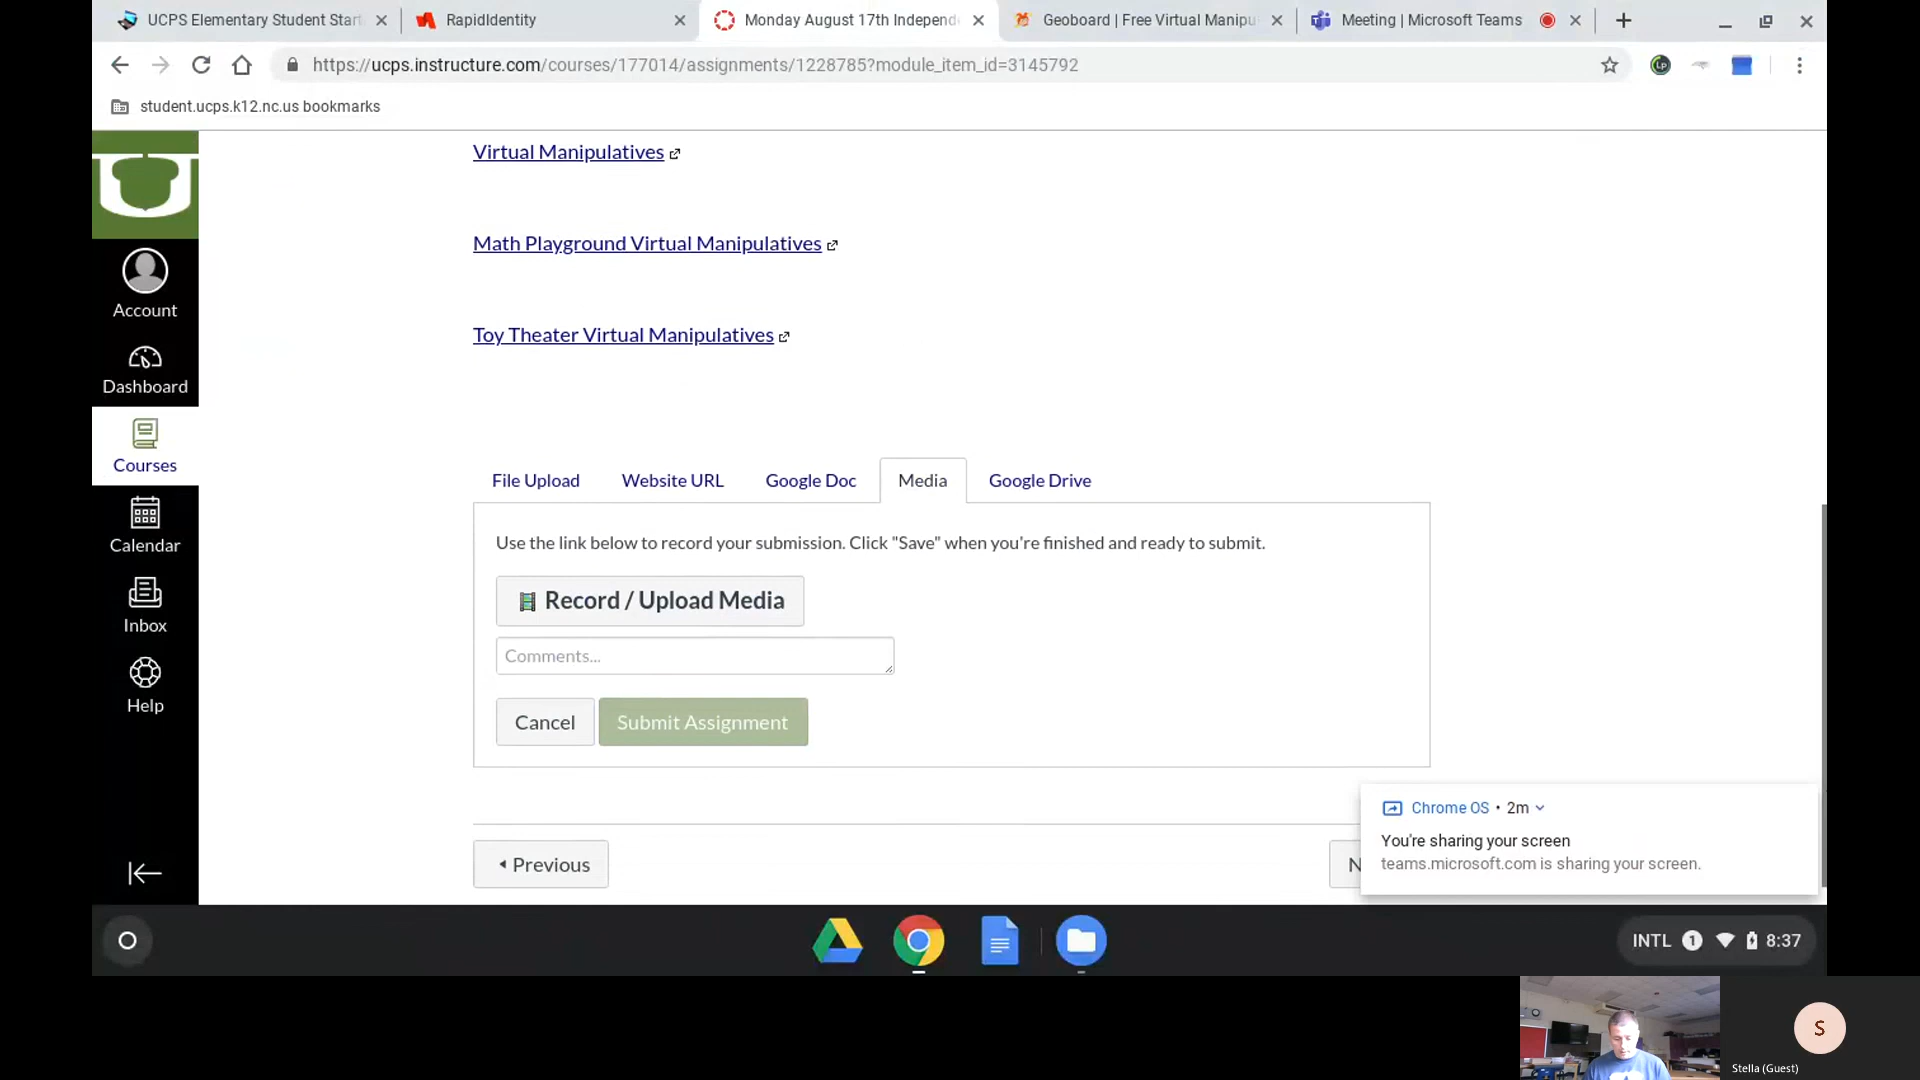 UCPS Elementary Student Start
RapidIdentity
Monday August 17th Independ
Geoboard | Free Virtual Manipu
Meeting | Microsoft Teams
https://ucps.instructure.com/courses/177014/assignments/1228785?module_item_id=3145792
student.ucps.k12.nc.us bookmarks
Account
Dashboard
Courses
Calendar
Inbox
Help
Virtual Manipulatives
Math Playground Virtual Manipulatives
Toy Theater Virtual Manipulatives
File Upload Website URL Google Doc Media Google Drive
Use the link below to record your submission. Click "Save" when you're finished and ready to submit.
Record / Upload Media
Comments...
Cancel Submit Assignment
Previous
N
Chrome OS • 2m
You're sharing your screen
teams.microsoft.com is sharing your screen.
INTL 1 8:37
S
Stella (Guest)